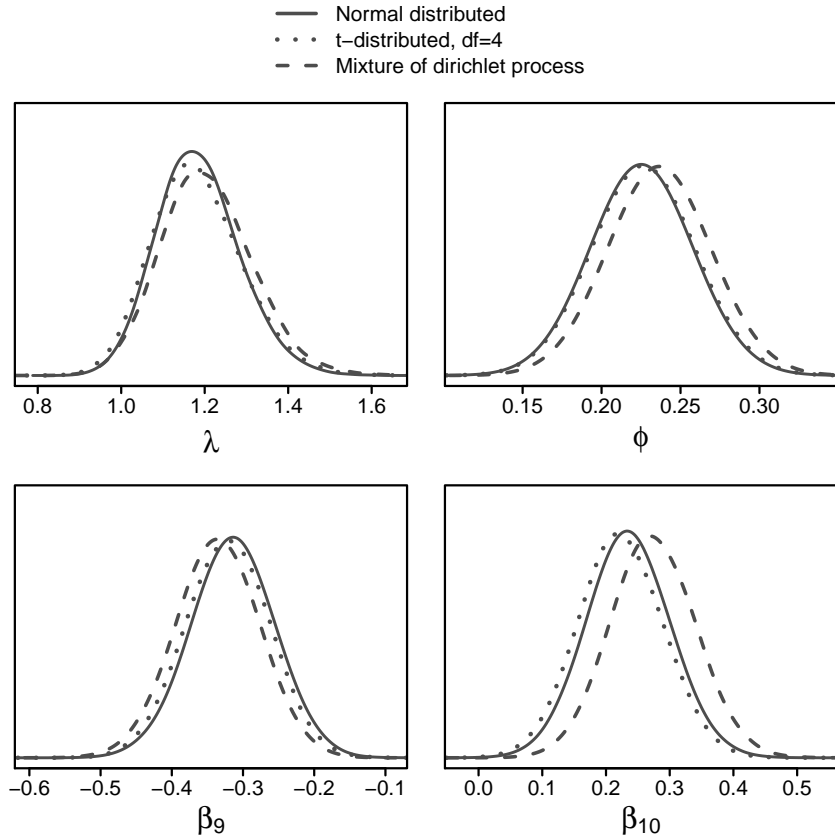 Normal distributed
t−distributed, df=4
Mixture of dirichlet process
0.8 1.0 1.2 1.4 1.6
λ
0.15 0.20 0.25 0.30
ϕ
−0.6 −0.5 −0.4 −0.3 −0.2 −0.1
β9
0.0 0.1 0.2 0.3 0.4 0.5
β10